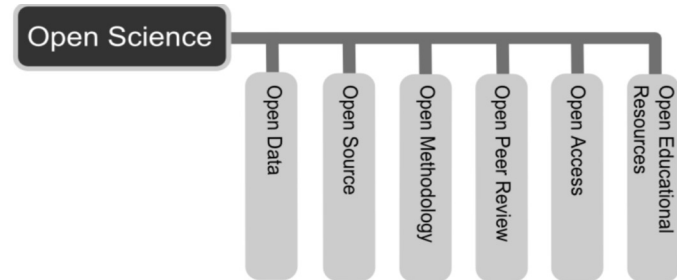 Open Science
Open Data
Open Source
Open Methodology
Open Peer Review
Open Access
Open Educational
Resources